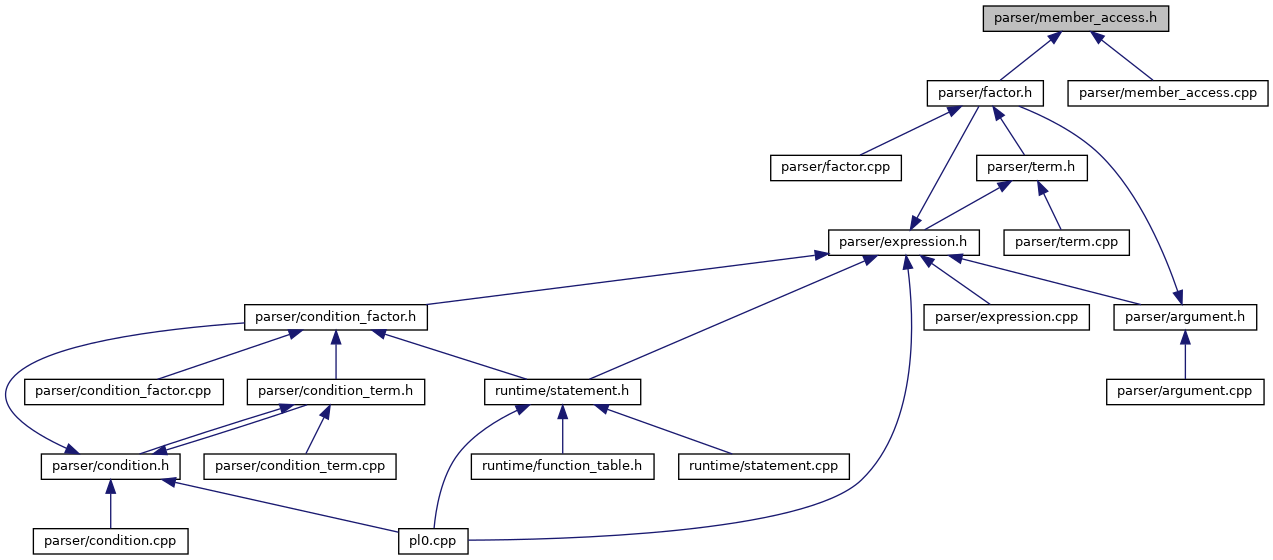 parser/member_access.h
parser/factor.h
parser/member_access.cpp
parser/factor.cpp
parser/term.h
parser/expression.h
parser/term.cpp
parser/condition_factor.h
parser/expression.cpp
parser/argument.h
parser/condition_factor.cpp
parser/condition_term.h
runtime/statement.h
parser/argument.cpp
parser/condition.h
parser/condition_term.cpp
runtime/function_table.h
runtime/statement.cpp
parser/condition.cpp
pl0.cpp